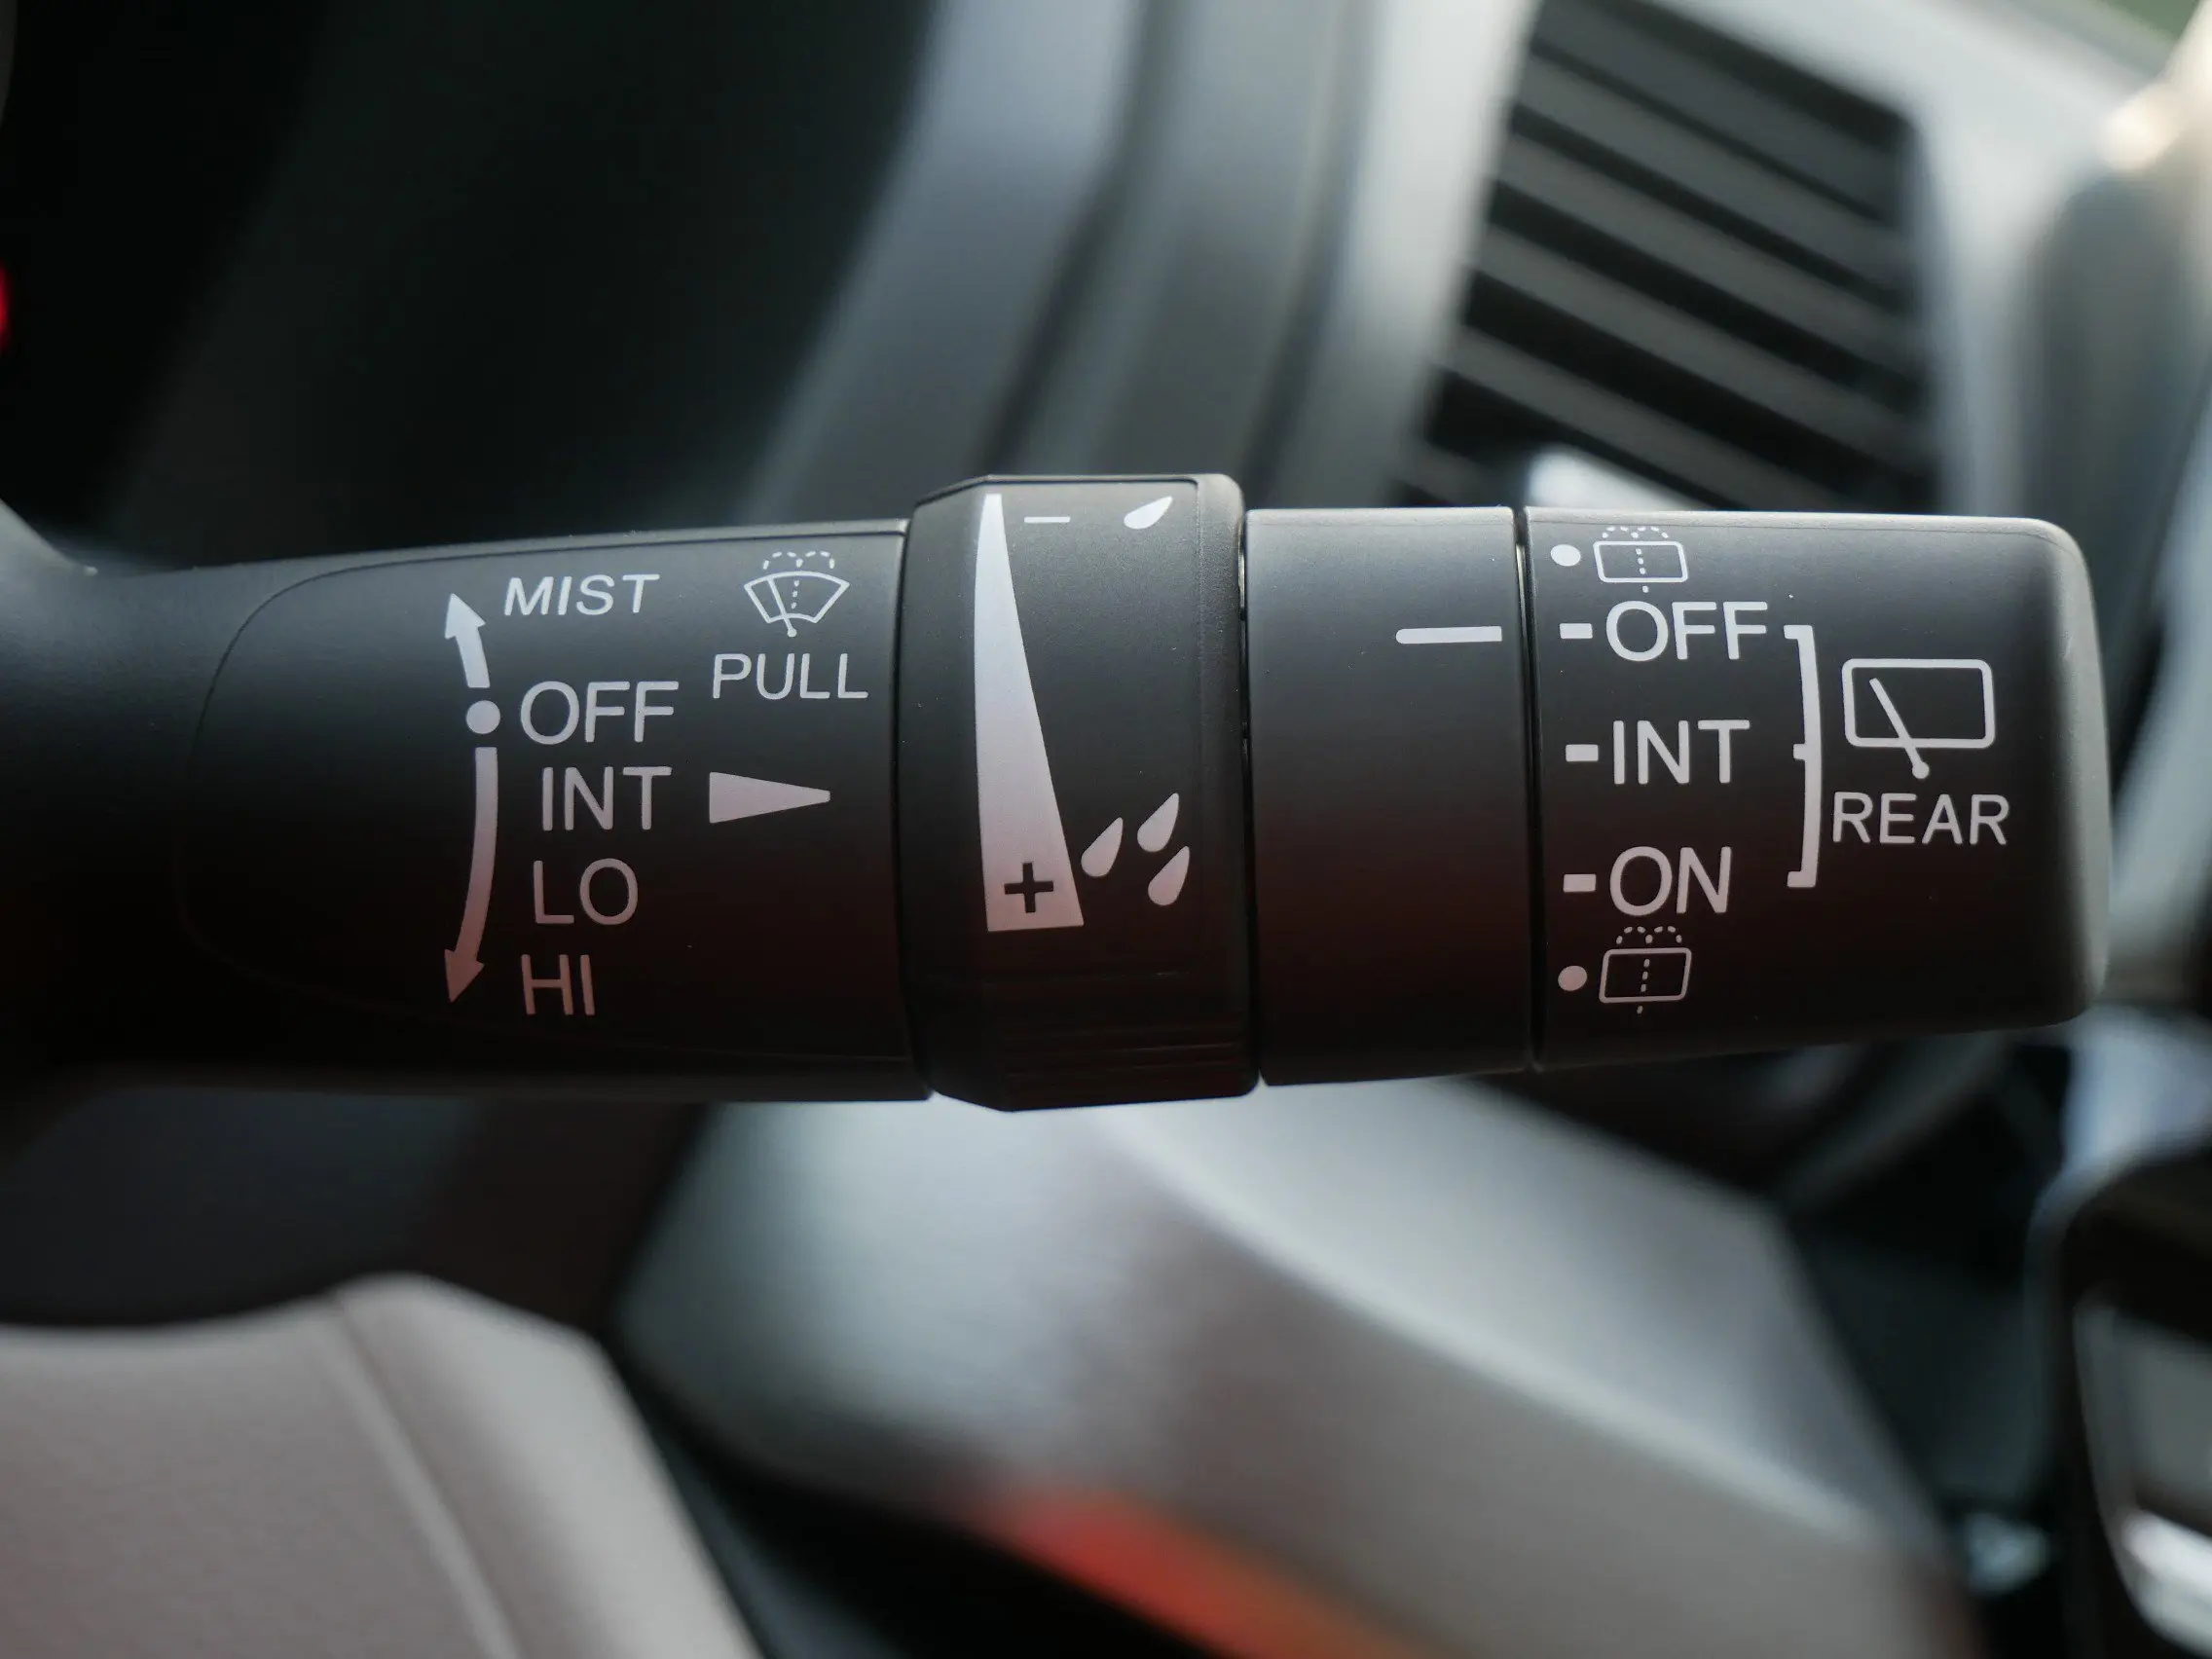 MIST
PULL
OFF
INT
LO
HI
− 
+
OFF
INT
ON
REAR